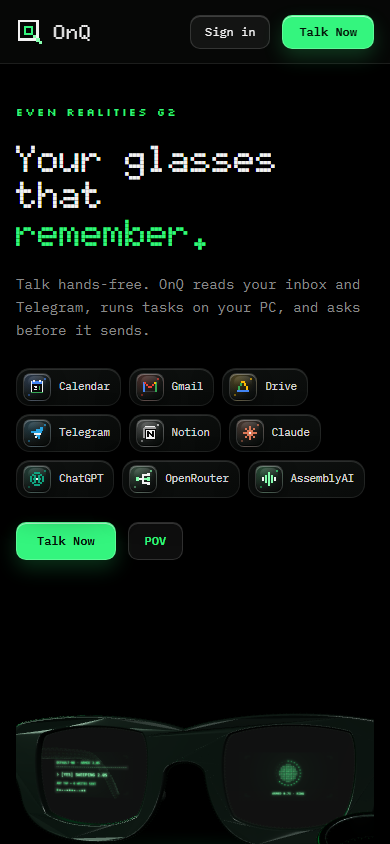 OnQ
Sign in
Talk Now
EVEN REALITIES G2
Your glasses
that
remember.
Talk hands-free. OnQ reads your inbox and
Telegram, runs tasks on your PC, and asks
before it sends.
Calendar
Gmail
Drive
Telegram
Notion
Claude
ChatGPT
OpenRouter
AssemblyAI
Talk Now
POV